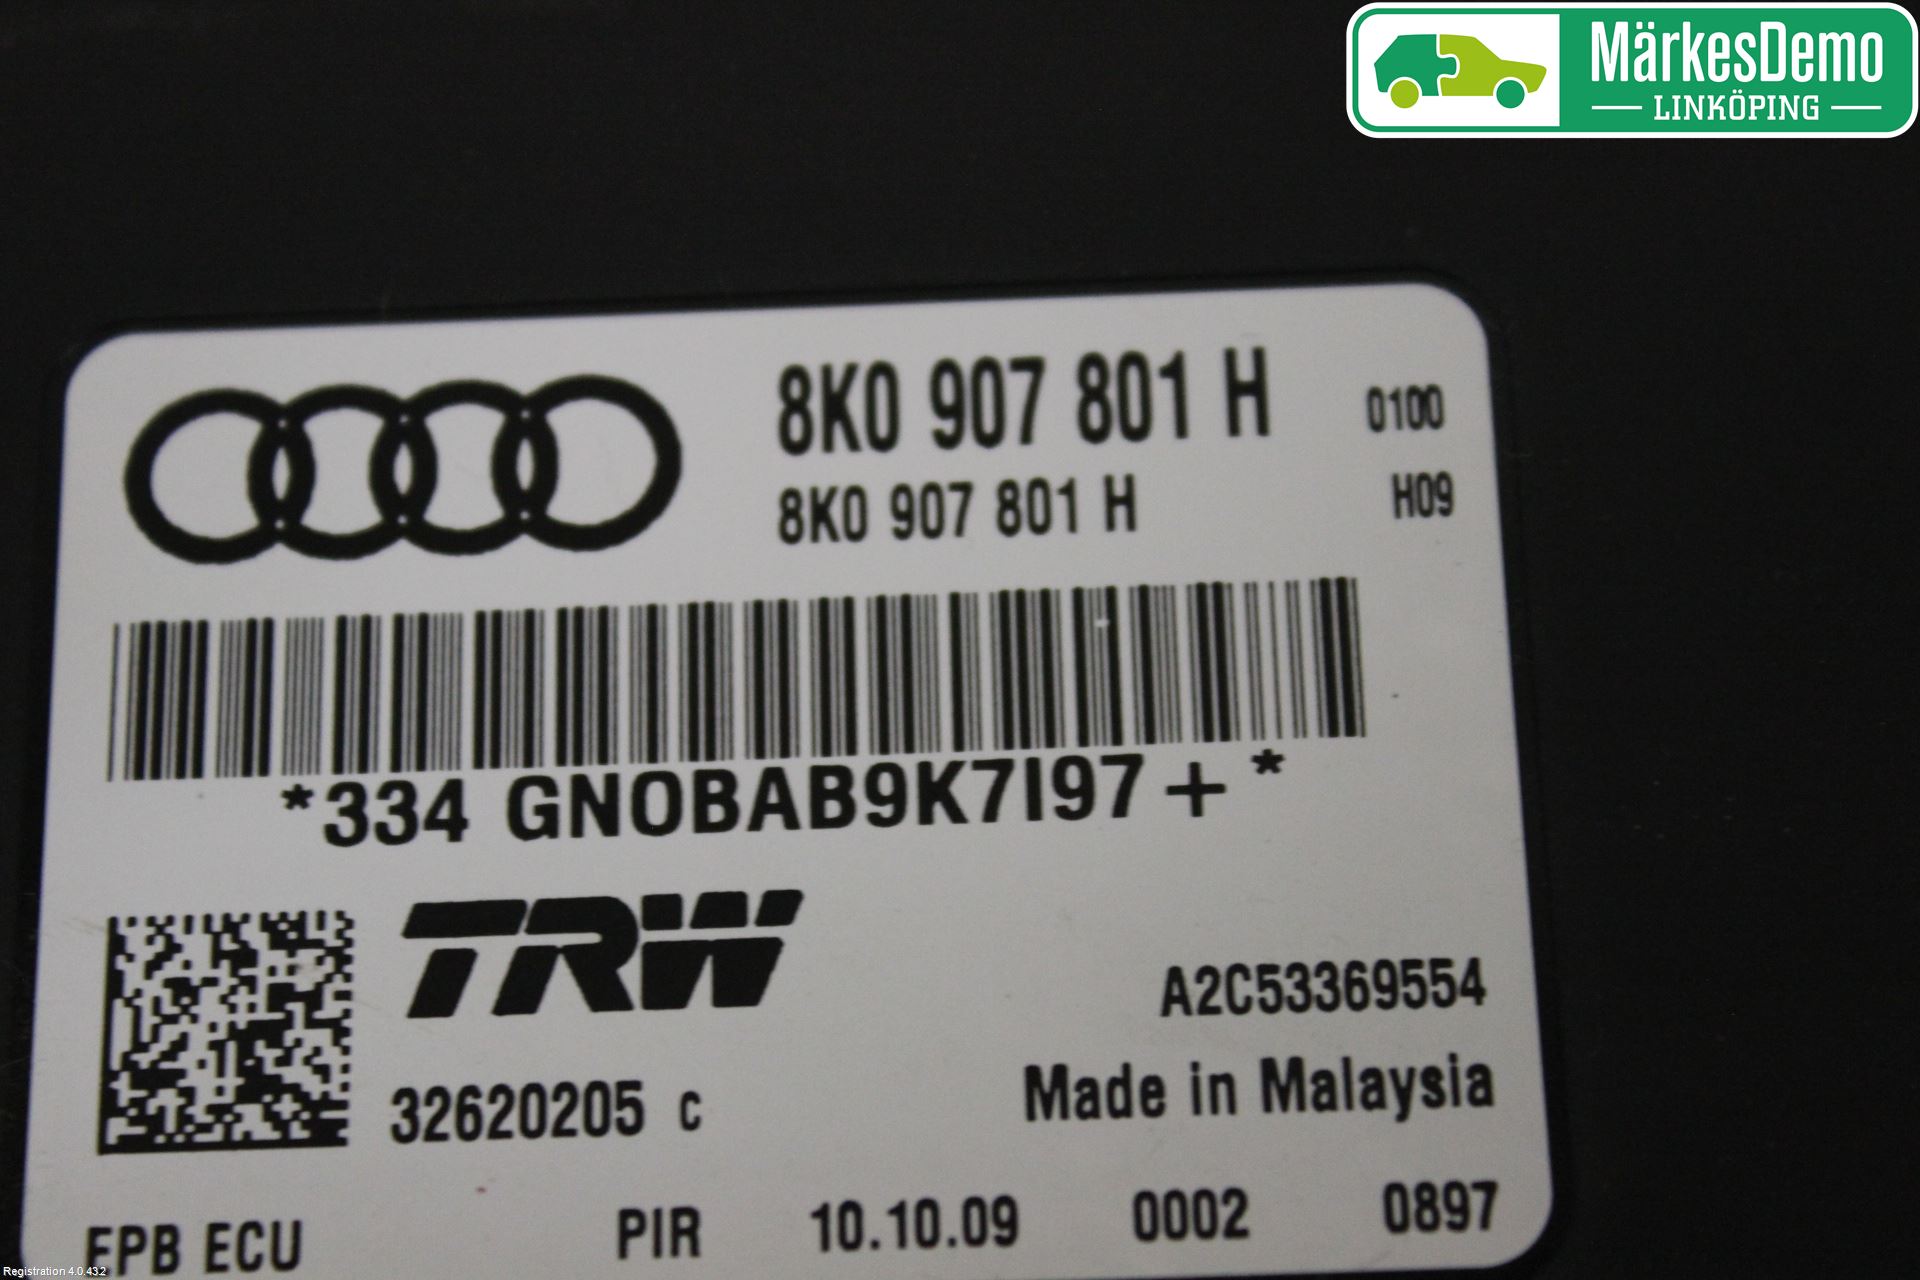 MärkesDemo
LINKÖPING
8K0 907 801 H 0100
8K0 907 801 H H09
*334 GNOBAB9K7I97+*
TRW
A2C53369554
32620205 C
Made in Malaysia
EPB ECU PIR 10.10.09 0002 0897
Registration 4.0.43.2